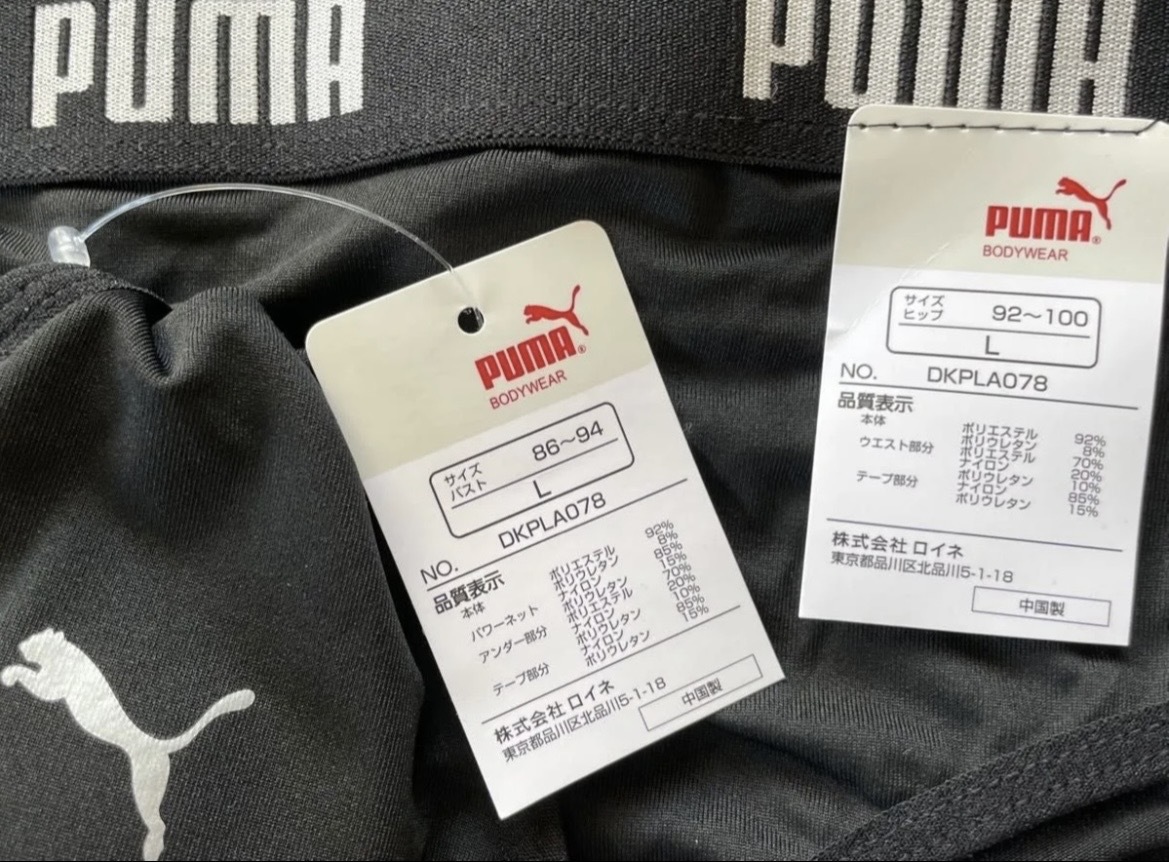 PUMA
PUMA
PUMA®
BODYWEAR
サイズ
バスト 86〜94
L
NO. DKPLA078
品質表示
本体 ポリエステル 92%
ポリウレタン 8%
パワーネット ナイロン 85%
ポリウレタン 15%
アンダー部分 ポリエステル 70%
ナイロン 20%
ポリウレタン 10%
テープ部分 ナイロン 85%
ポリウレタン 15%
株式会社 ロイネ
東京都品川区北品川5-1-18
中国製
PUMA®
BODYWEAR
サイズ
ヒップ 92〜100
L
NO. DKPLA078
品質表示
本体 ポリエステル 92%
ポリウレタン 8%
ウエスト部分 ポリエステル 70%
ナイロン 20%
ポリウレタン 10%
テープ部分 ナイロン 85%
ポリウレタン 15%
株式会社 ロイネ
東京都品川区北品川5-1-18
中国製